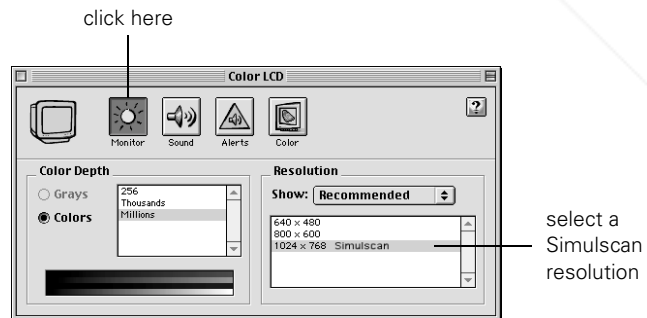 click here
Color LCD
?
Monitor Sound Alerts Color
Color Depth
Grays
Colors
256
Thousands
Millions
Resolution
Show: Recommended
640 x 480
800 x 600
1024 x 768 Simulscan
select a
Simulscan
resolution